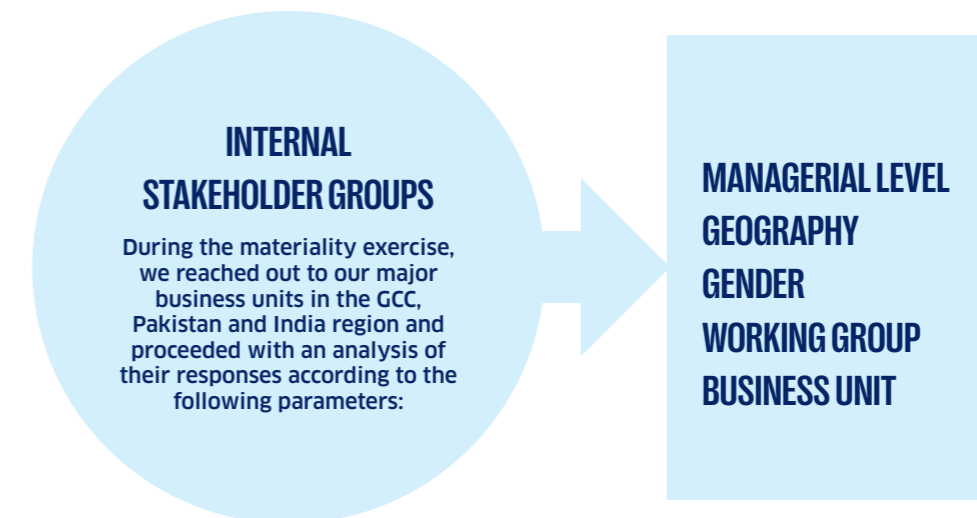 INTERNAL
STAKEHOLDER GROUPS
During the materiality exercise,
we reached out to our major
business units in the GCC,
Pakistan and India region and
proceeded with an analysis of
their responses according to the
following parameters:
MANAGERIAL LEVEL
GEOGRAPHY
GENDER
WORKING GROUP
BUSINESS UNIT